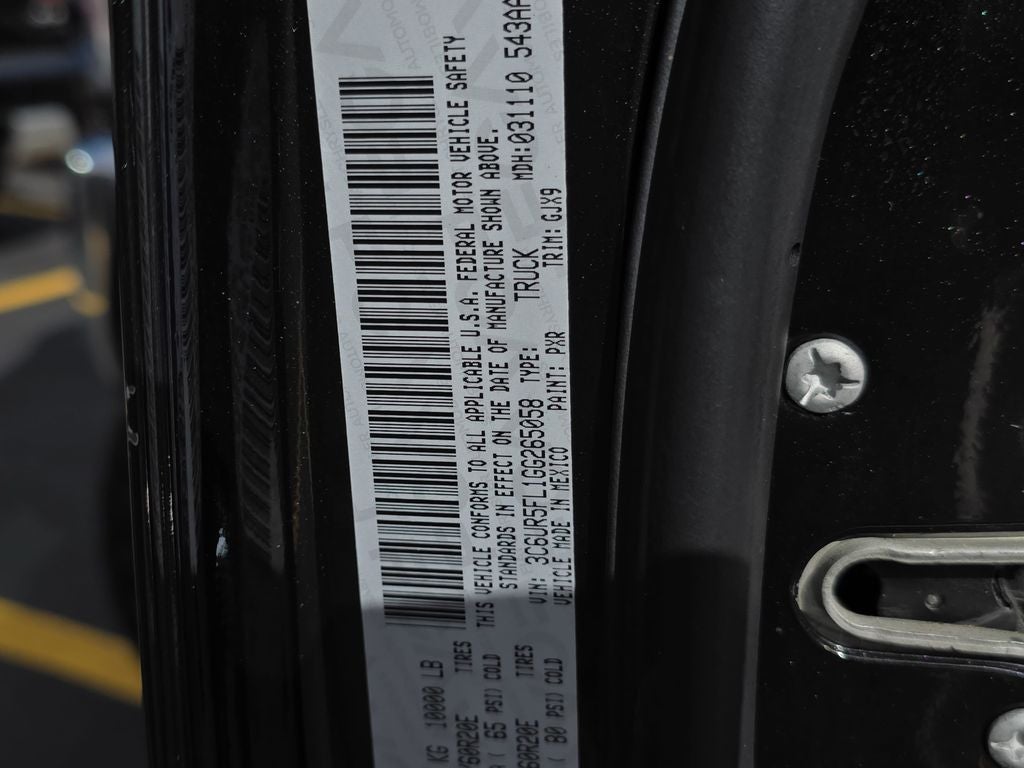 KG 10000 LB
60R20E TIRES
( 65 PSI) COLD
60R20E TIRES
( 80 PSI) COLD
THIS VEHICLE CONFORMS TO ALL APPLICABLE U.S.A. FEDERAL MOTOR VEHICLE SAFETY
STANDARDS IN EFFECT ON THE DATE OF MANUFACTURE SHOWN ABOVE.
VIN: 3C6UR5FL1GG265058 TYPE: TRUCK MDH:031110 543AA
VEHICLE MADE IN MEXICO PAINT: PXR TRIM: GJX9